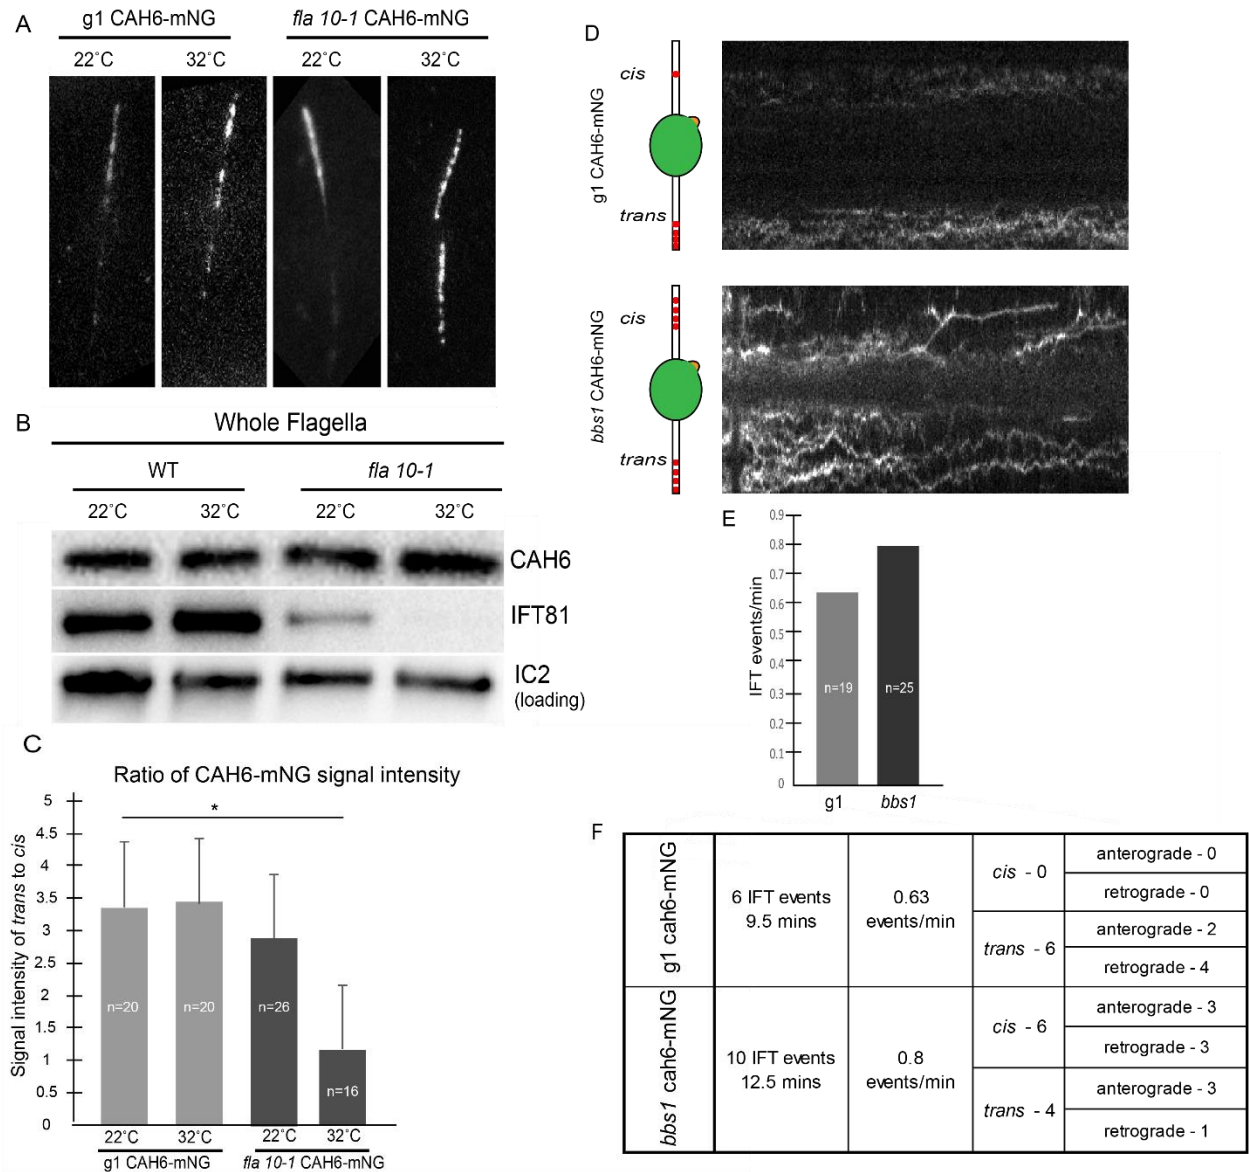 A
g1 CAH6-mNG
fla 10-1 CAH6-mNG
22°C
32°C
22°C
32°C
B
Whole Flagella
WT
fla 10-1
22°C
32°C
22°C
32°C
CAH6
IFT81
IC2
(loading)
C
Ratio of CAH6-mNG signal intensity
Signal intensity of trans to cis
5
4.5
4
3.5
3
2.5
2
1.5
1
0.5
0
*
n=20
n=20
n=26
n=16
22°C
32°C
22°C
32°C
g1 CAH6-mNG
fla 10-1 CAH6-mNG
D
g1 CAH6-mNG
cis
trans
bbs1 CAH6-mNG
cis
trans
E
IFT events/min
0.9
0.8
0.7
0.6
0.5
0.4
0.3
0.2
0.1
0
n=19
n=25
g1
bbs1
F
g1 cah6-mNG
6 IFT events
9.5 mins
0.63
events/min
cis - 0
anterograde - 0
retrograde - 0
trans - 6
anterograde - 2
retrograde - 4
bbs1 cah6-mNG
10 IFT events
12.5 mins
0.8
events/min
cis - 6
anterograde - 3
retrograde - 3
trans - 4
anterograde - 3
retrograde - 1